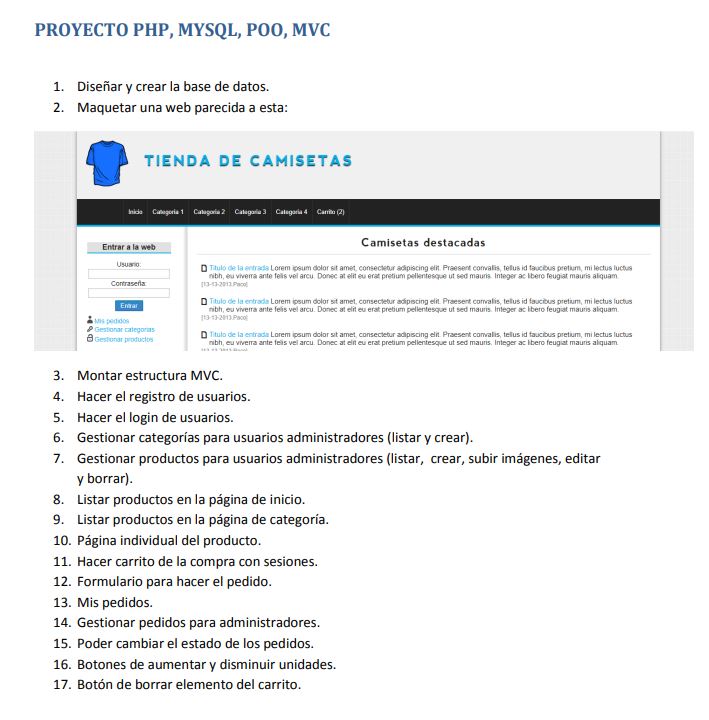 PROYECTO PHP, MYSQL, POO, MVC
1. Diseñar y crear la base de datos.
2. Maquetar una web parecida a esta:
TIENDA DE CAMISETAS
Inicio Categoria 1 Categoria 2 Categoria 3 Categoria 4 Carrito (2)
Entrar a la web
Usuario:
Contraseña:
Entrar
Mis pedidos
Gestionar categorias
Gestionar productos
Camisetas destacadas
Titulo de la entrada Lorem ipsum dolor sit amet, consectetur adipiscing elit. Praesent convallis, tellus id faucibus pretium, mi lectus luctus
nibh, eu viverra ante felis vel arcu. Donec at elit eu erat pretium pellentesque ut sed mauris. Integer ac libero feugiat mauris aliquam.
[13-13-2013,Paco]
Titulo de la entrada Lorem ipsum dolor sit amet, consectetur adipiscing elit. Praesent convallis, tellus id faucibus pretium, mi lectus luctus
nibh, eu viverra ante felis vel arcu. Donec at elit eu erat pretium pellentesque ut sed mauris. Integer ac libero feugiat mauris aliquam.
[13-13-2013,Paco]
Titulo de la entrada Lorem ipsum dolor sit amet, consectetur adipiscing elit. Praesent convallis, tellus id faucibus pretium, mi lectus luctus
nibh, eu viverra ante felis vel arcu. Donec at elit eu erat pretium pellentesque ut sed mauris. Integer ac libero feugiat mauris aliquam.
3. Montar estructura MVC.
4. Hacer el registro de usuarios.
5. Hacer el login de usuarios.
6. Gestionar categorías para usuarios administradores (listar y crear).
7. Gestionar productos para usuarios administradores (listar, crear, subir imágenes, editar
y borrar).
8. Listar productos en la página de inicio.
9. Listar productos en la página de categoría.
10. Página individual del producto.
11. Hacer carrito de la compra con sesiones.
12. Formulario para hacer el pedido.
13. Mis pedidos.
14. Gestionar pedidos para administradores.
15. Poder cambiar el estado de los pedidos.
16. Botones de aumentar y disminuir unidades.
17. Botón de borrar elemento del carrito.